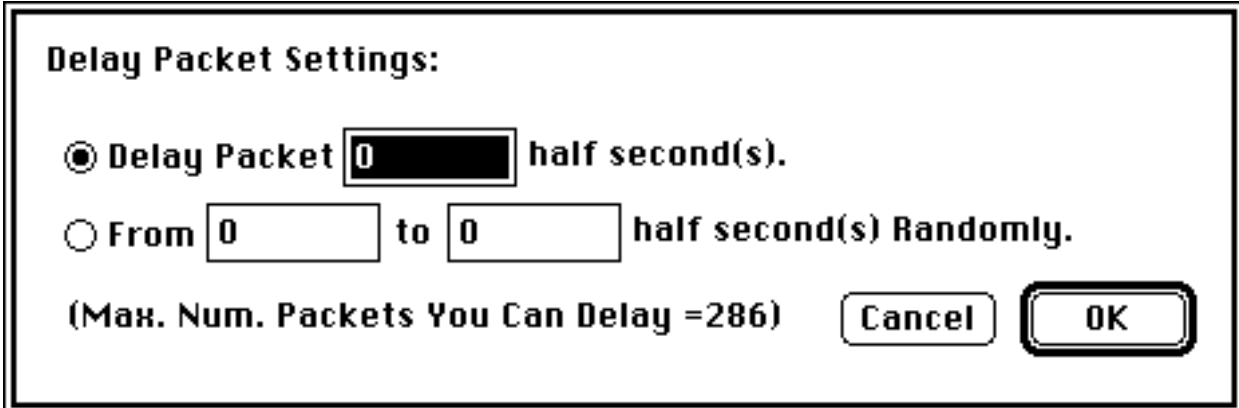 Delay Packet Settings:
Delay Packet 0 half second(s).
From 0 to 0 half second(s) Randomly.
(Max. Num. Packets You Can Delay =286) Cancel OK